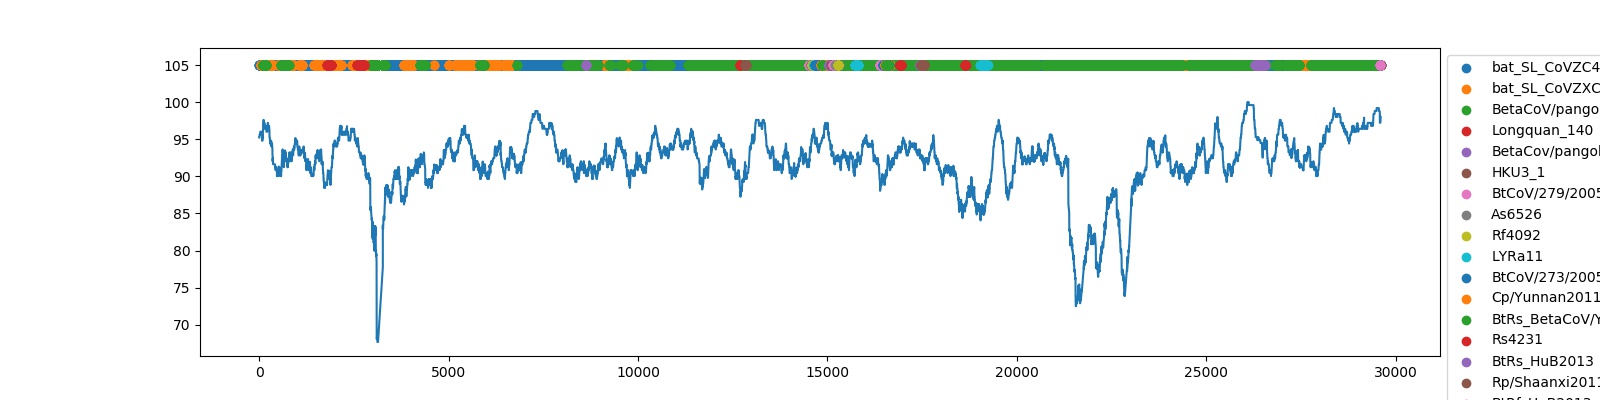 105
100
95
90
85
80
75
70
0 5000 10000 15000 20000 25000 30000
bat_SL_CoVZC4
bat_SL_CoVZXC
BetaCoV/pango
Longquan_140
BetaCov/pangol
HKU3_1
BtCoV/279/2005
As6526
Rf4092
LYRa11
BtCoV/273/2005
Cp/Yunnan2011
BtRs_BetaCoV/Y
Rs4231
BtRs_HuB2013
Rp/Shaanxi2011